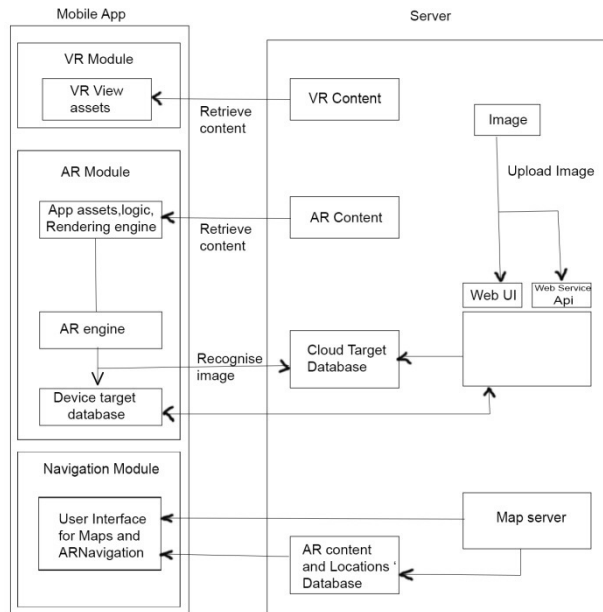 Mobile App
Server
VR Module
VR View
assets
Retrieve
content
VR Content
Image
Upload Image
AR Module
App assets,logic,
Rendering engine
Retrieve
content
AR Content
Web UI
Web Service
Api
AR engine
Recognise
image
Cloud Target
Database
Device target
database
Navigation Module
User Interface
for Maps and
ARNavigation
Map server
AR content
and Locations '
Database